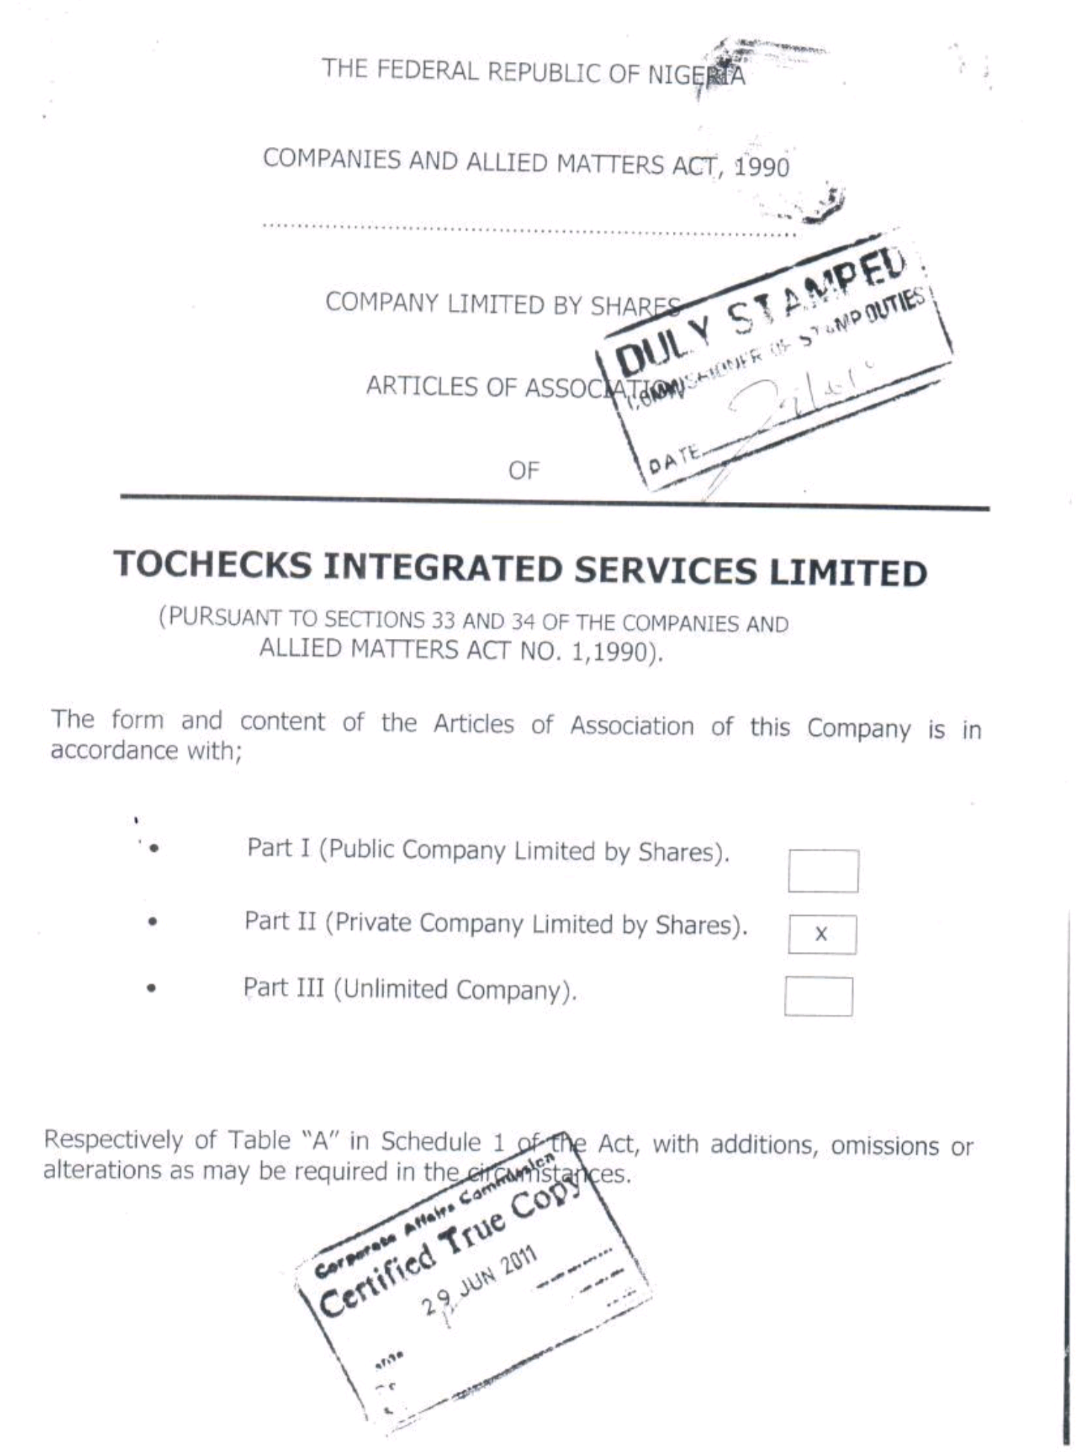 THE FEDERAL REPUBLIC OF NIGERIA
COMPANIES AND ALLIED MATTERS ACT, 1990
COMPANY LIMITED BY SHARES
ARTICLES OF ASSOCIATION
OF
DULY STAMPED
COMMISSIONER OF STAMP DUTIES
DATE
TOCHECKS INTEGRATED SERVICES LIMITED
(PURSUANT TO SECTIONS 33 AND 34 OF THE COMPANIES AND
ALLIED MATTERS ACT NO. 1,1990).
The form and content of the Articles of Association of this Company is in
accordance with;
• Part I (Public Company Limited by Shares).
• Part II (Private Company Limited by Shares). X
• Part III (Unlimited Company).
Respectively of Table "A" in Schedule 1 of the Act, with additions, omissions or
alterations as may be required in the circumstances.
Corporate Affairs Commission
Certified True Copy
29 JUN 2011